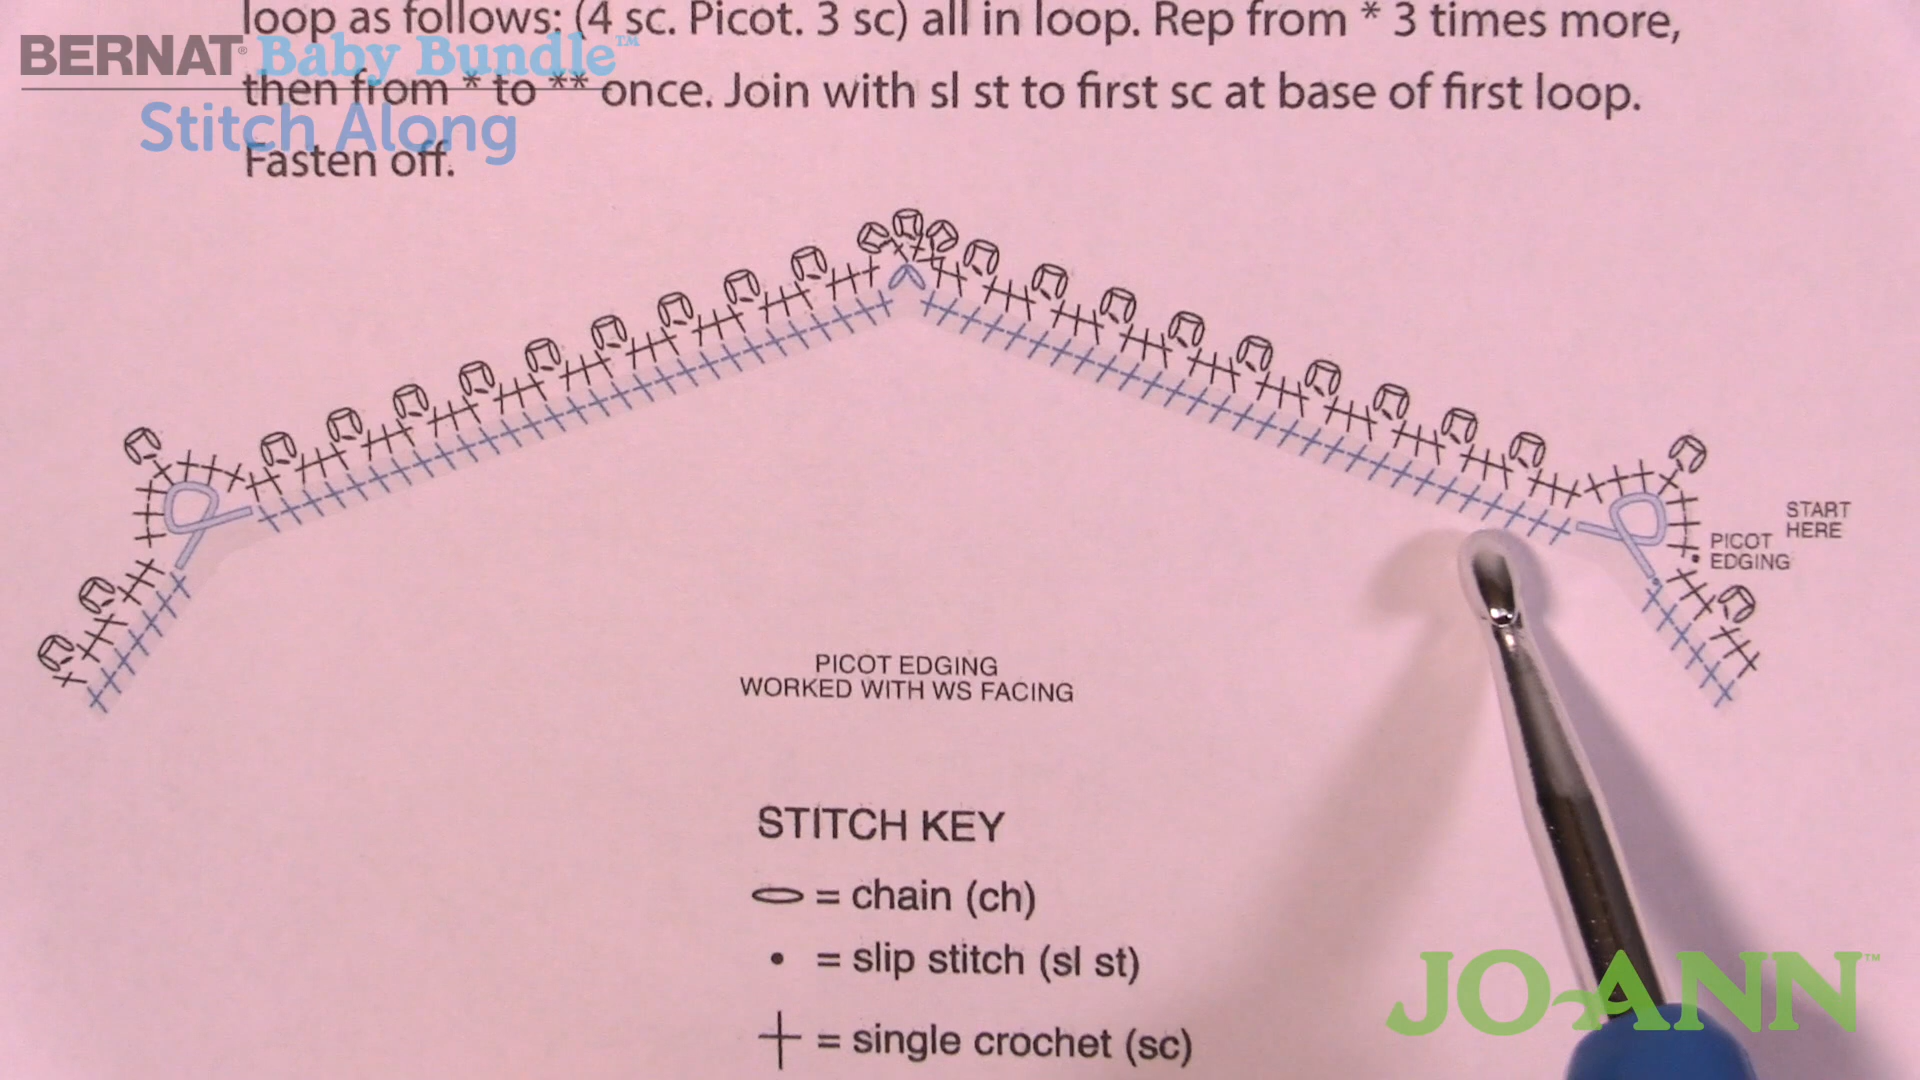 loop as follows: (4 sc. Picot. 3 sc) all in loop. Rep from * 3 times more,
BERNAT® Baby Bundle™
then from * to ** once. Join with sl st to first sc at base of first loop.
Stitch Along
Fasten off.
START
HERE
PICOT
EDGING
PICOT EDGING
WORKED WITH WS FACING
STITCH KEY
= chain (ch)
= slip stitch (sl st)
= single crochet (sc)
JO-ANN™